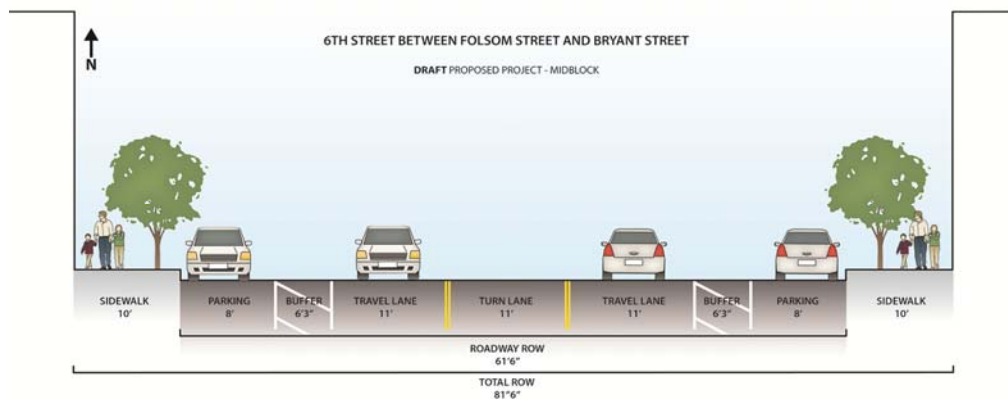 6TH STREET BETWEEN FOLSOM STREET AND BRYANT STREET
N
DRAFT PROPOSED PROJECT - MIDBLOCK
SIDEWALK
10'
PARKING
8'
BUFFER
6'3"
TRAVEL LANE
11'
TURN LANE
11'
TRAVEL LANE
11'
BUFFER
6'3"
PARKING
8'
SIDEWALK
10'
ROADWAY ROW
61'6"
TOTAL ROW
81"6"